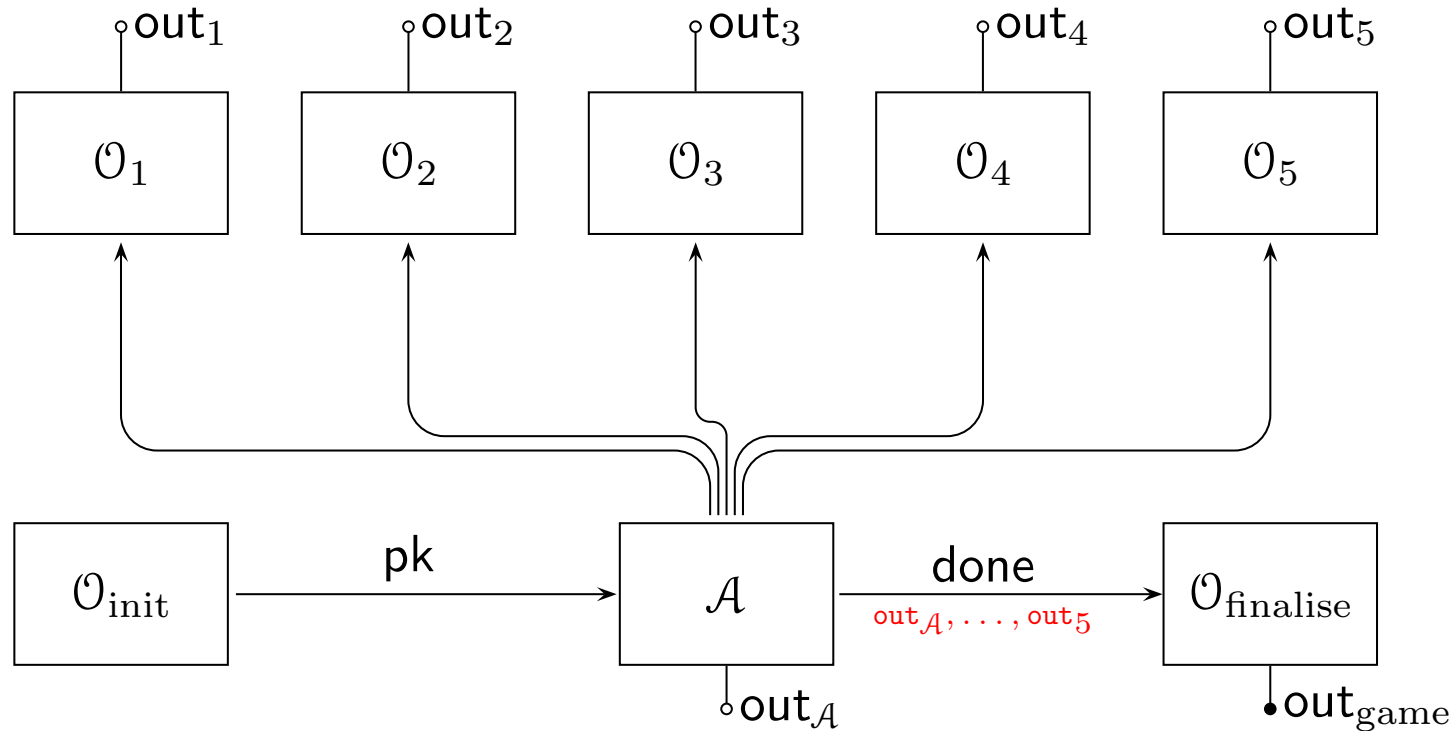 out₁ out₂ out₃ out₄ out₅
𝒪₁ 𝒪₂ 𝒪₃ 𝒪₄ 𝒪₅
pk done
𝒪init 𝒜 𝒪finalise
out𝒜, . . . , out₅
out𝒜 outgame